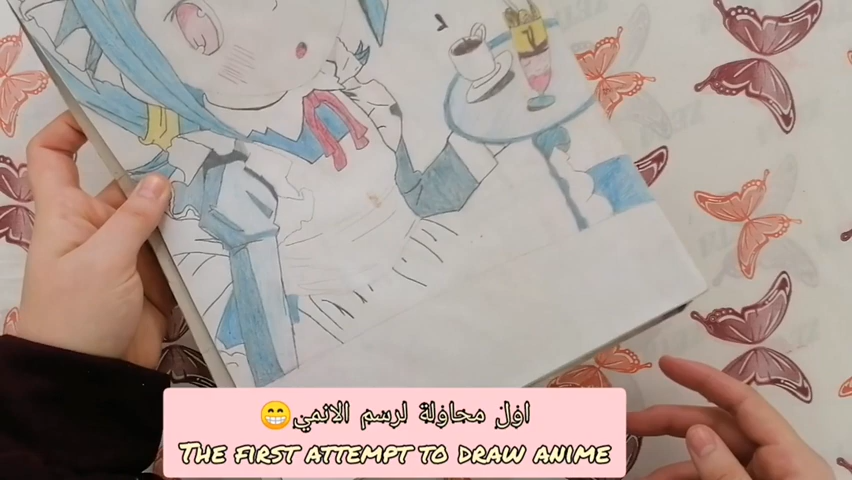 اول محاولة لرسم الانمي😁
The first attempt to draw anime